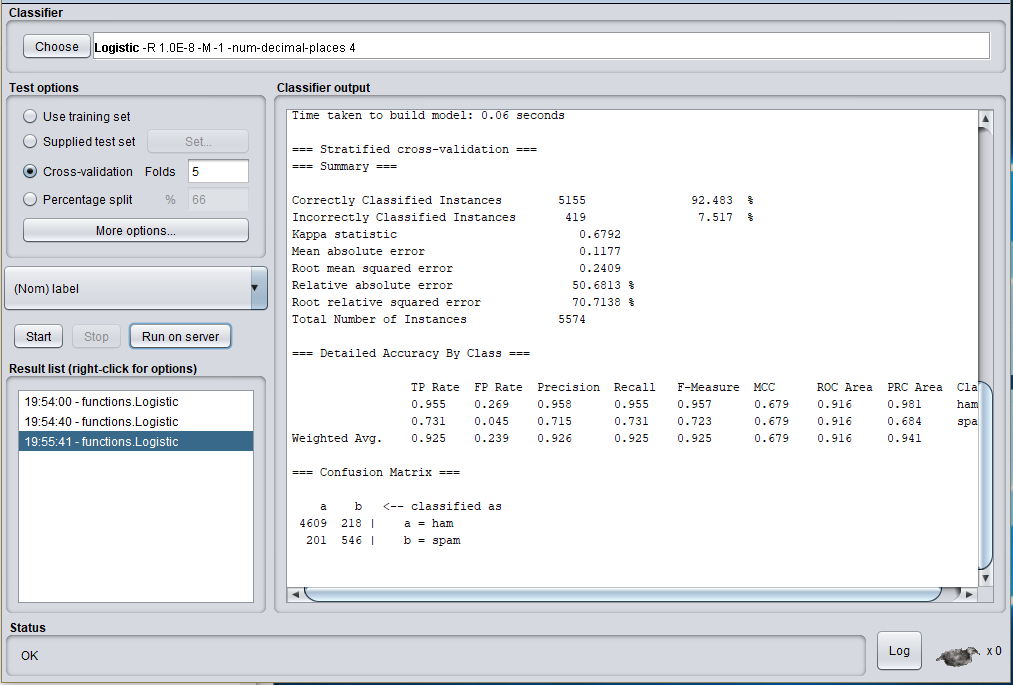 Classifier
Choose Logistic -R 1.0E-8 -M -1 -num-decimal-places 4
Test options
Use training set
Supplied test set Set...
Cross-validation Folds 5
Percentage split % 66
More options...
(Nom) label
Start Stop Run on server
Result list (right-click for options)
19:54:00 - functions.Logistic
19:54:40 - functions.Logistic
19:55:41 - functions.Logistic
Classifier output
Time taken to build model: 0.06 seconds
=== Stratified cross-validation ===
=== Summary ===
Correctly Classified Instances 5155 92.483 %
Incorrectly Classified Instances 419 7.517 %
Kappa statistic 0.6792
Mean absolute error 0.1177
Root mean squared error 0.2409
Relative absolute error 50.6813 %
Root relative squared error 70.7138 %
Total Number of Instances 5574
=== Detailed Accuracy By Class ===
TP Rate FP Rate Precision Recall F-Measure MCC ROC Area PRC Area Cla
0.955 0.269 0.958 0.955 0.957 0.679 0.916 0.981 ham
0.731 0.045 0.715 0.731 0.723 0.679 0.916 0.684 spa
Weighted Avg. 0.925 0.239 0.926 0.925 0.925 0.679 0.916 0.941
=== Confusion Matrix ===
a b <-- classified as
4609 218 | a = ham
201 546 | b = spam
Status
OK
Log x 0